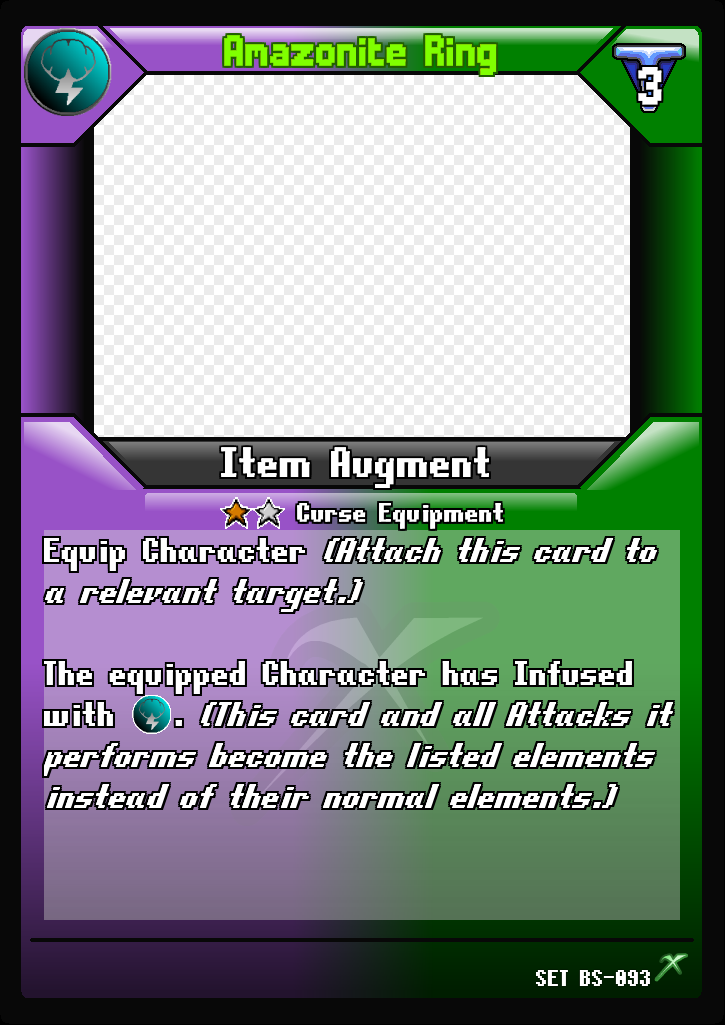 Amazonite Ring
3
Item Augment
Curse Equipment
Equip Character (Attach this card to
a relevant target.)
The equipped Character has Infused
with . (This card and all Attacks it
performs become the listed elements
instead of their normal elements.)
SET BS-093